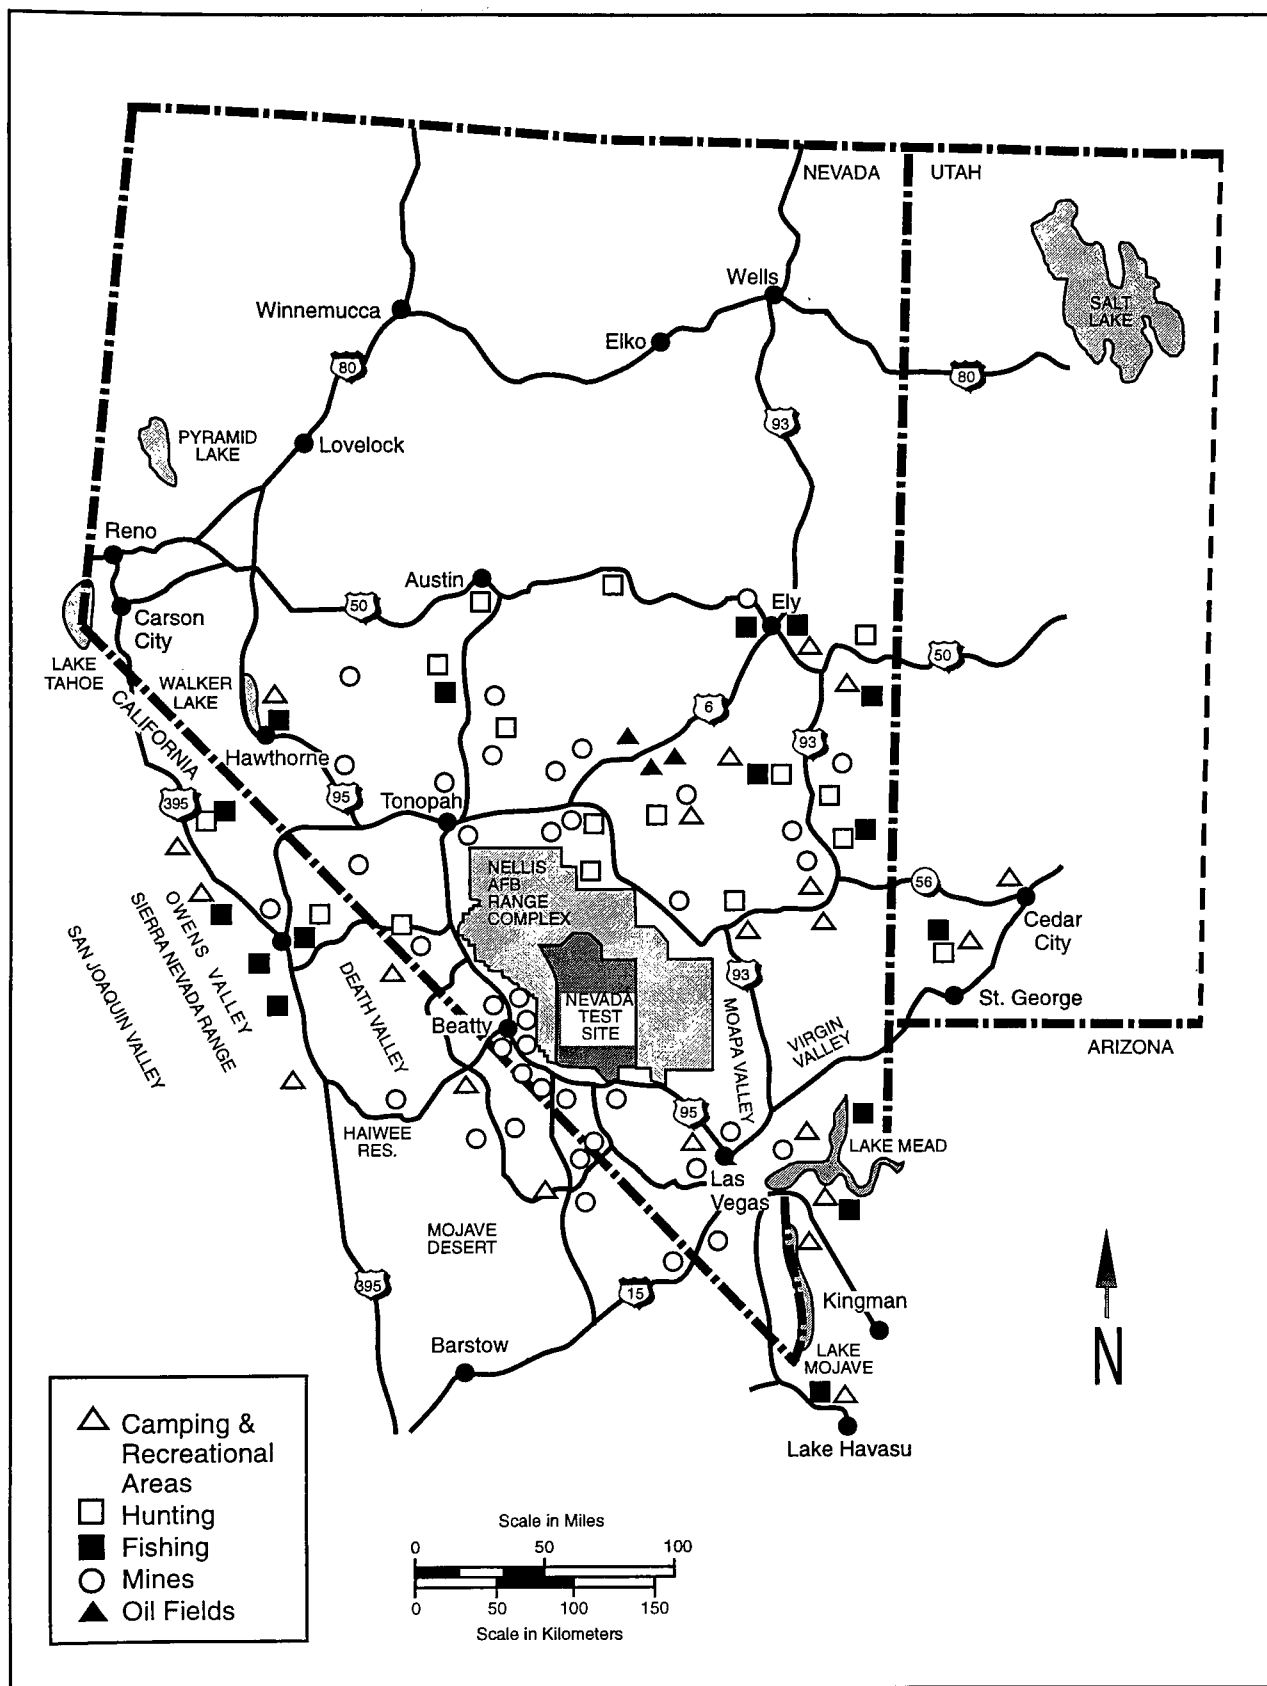 NEVADA
UTAH
SALT
LAKE
Wells
Winnemucca
Elko
80
80
93
PYRAMID
LAKE
Lovelock
Reno
Austin
Ely
50
Carson
City
50
LAKE
TAHOE
WALKER
LAKE
CALIFORNIA
6
93
Hawthorne
395
95
Tonopah
NELLIS
AFB
RANGE
COMPLEX
56
Cedar
City
OWENS VALLEY
SIERRA NEVADA RANGE
SAN JOAQUIN VALLEY
DEATH VALLEY
93
St. George
NEVADA
TEST
SITE
Beatty
MOAPA VALLEY
VIRGIN
VALLEY
ARIZONA
95
HAIWEE
RES.
LAKE MEAD
Las
Vegas
MOJAVE
DESERT
395
15
Kingman
Barstow
LAKE
MOJAVE
N
Lake Havasu
Camping &
Recreational
Areas
Hunting
Fishing
Mines
Oil Fields
Scale in Miles
0 50 100
0 50 100 150
Scale in Kilometers